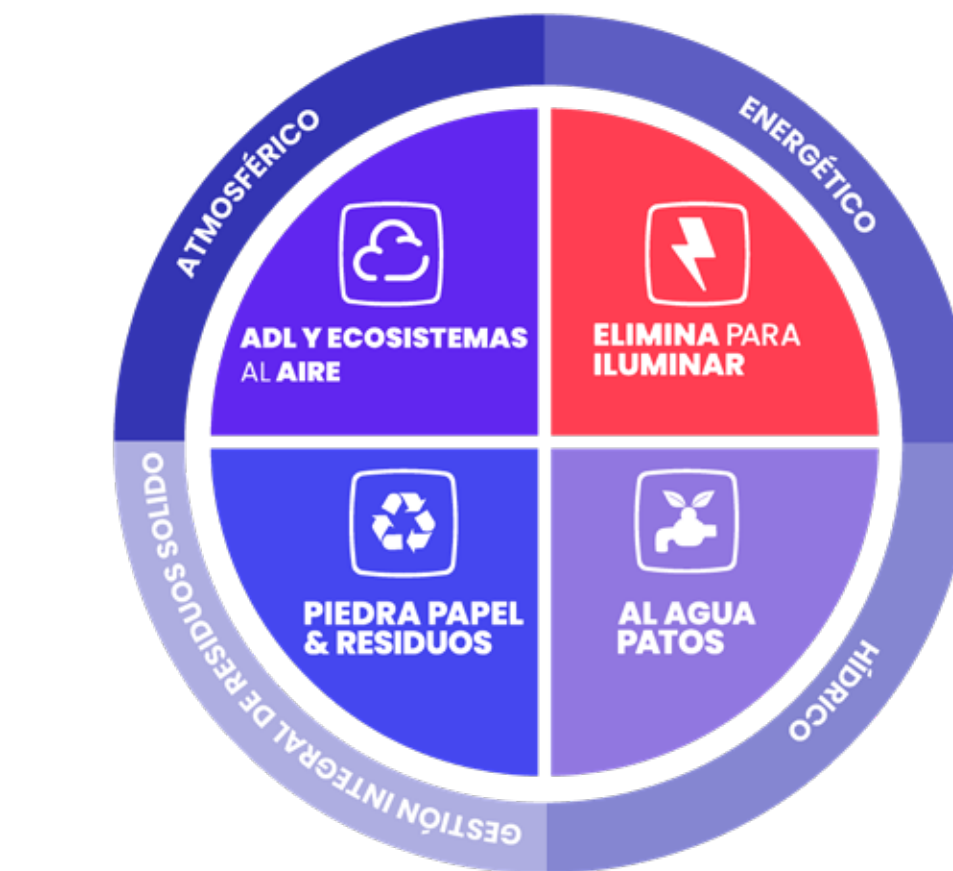 ATMOSFÉRICO
ENERGÉTICO
ADL Y ECOSISTEMAS
AL AIRE
ELIMINA PARA
ILUMINAR
PIEDRA PAPEL
& RESIDUOS
AL AGUA
PATOS
GESTIÓN INTEGRAL DE RESIDUOS SOLIDO
HÍDRICO